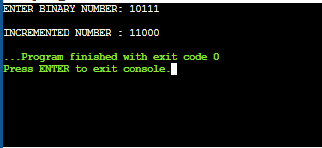 ENTER BINARY NUMBER: 10111
INCREMENTED NUMBER : 11000
...Program finished with exit code 0
Press ENTER to exit console.